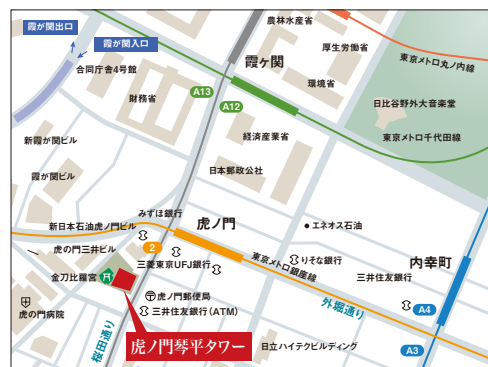 霞が関出口
霞が関入口
農林水産省
厚生労働省
霞ヶ関
合同庁舎4号館
東京メトロ丸ノ内線
財務省
A13
環境省
A12
日比谷野外大音楽堂
経済産業省
東京メトロ千代田線
新霞が関ビル
日本郵政公社
霞が関ビル
みずほ銀行
虎ノ門
エネオス石油
新日本石油虎ノ門ビル
2
虎の門三井ビル
三菱東京UFJ銀行
東京メトロ銀座線
りそな銀行
内幸町
金刀比羅宮
三井住友銀行
虎ノ門郵便局
外堀通り
虎の門病院
三井住友銀行(ATM)
A4
桜田通り
虎ノ門琴平タワー
日立ハイテクビルディング
A3